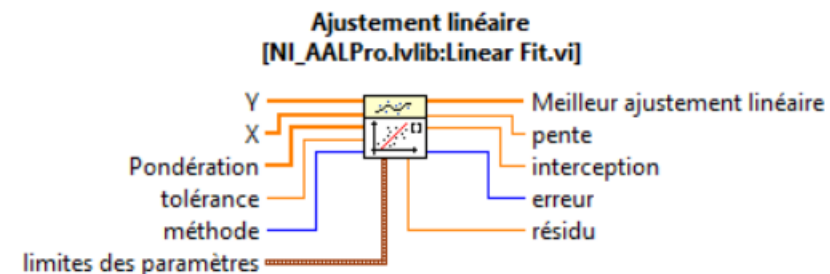 Ajustement linéaire
[NI_AALPro.lvlib:Linear Fit.vi]
Y
X
Pondération
tolérance
méthode
limites des paramètres
Meilleur ajustement linéaire
pente
interception
erreur
résidu